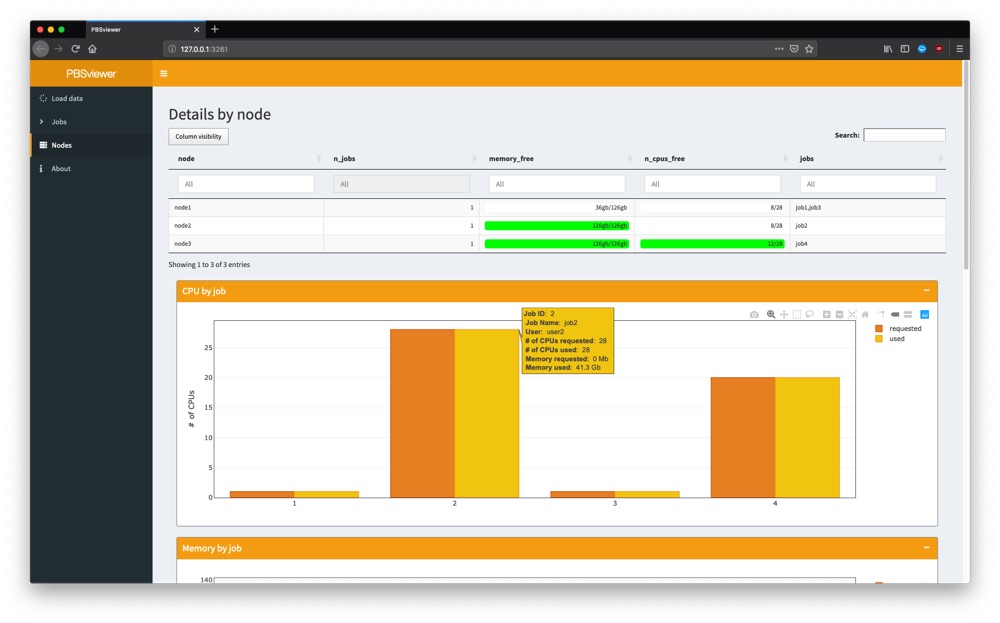 PBSviewer
127.0.0.1:3261
PBSviewer
Load data
Jobs
Nodes
About
Details by node
Column visibility
Search:
node n_jobs memory_free n_cpus_free jobs
All All All All All
node1 1 36gb/126gb 8/28 job1,job3
node2 1 126gb/126gb 8/28 job2
node3 1 126gb/126gb 12/28 job4
Showing 1 to 3 of 3 entries
CPU by job
Job ID: 2
Job Name: job2
User: user2
# of CPUs requested: 28
# of CPUs used: 28
Memory requested: 0 Mb
Memory used: 41.3 Gb
requested
used
# of CPUs
25
20
15
10
5
0
1 2 3 4
Memory by job
140